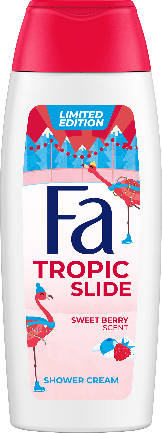 LIMITED
EDITION
Fa
TROPIC
SLIDE
SWEET BERRY
SCENT
SHOWER CREAM